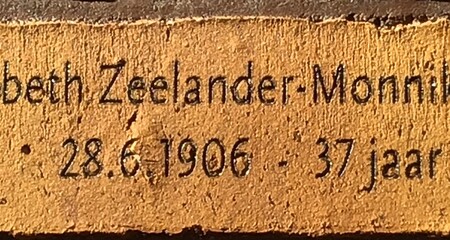 beth Zeelander-Monnik
28.6.1906 - 37 jaar